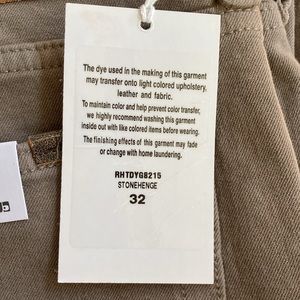 The dye used in the making of this garment
may transfer onto light colored upholstery,
leather and fabric.
To maintain color and help prevent color transfer,
we highly recommend washing this garment
inside out with like colored items before wearing.
The finishing effects of this garment may fade
or change with home laundering.
RHTDYG8215
STONEHENGE
32